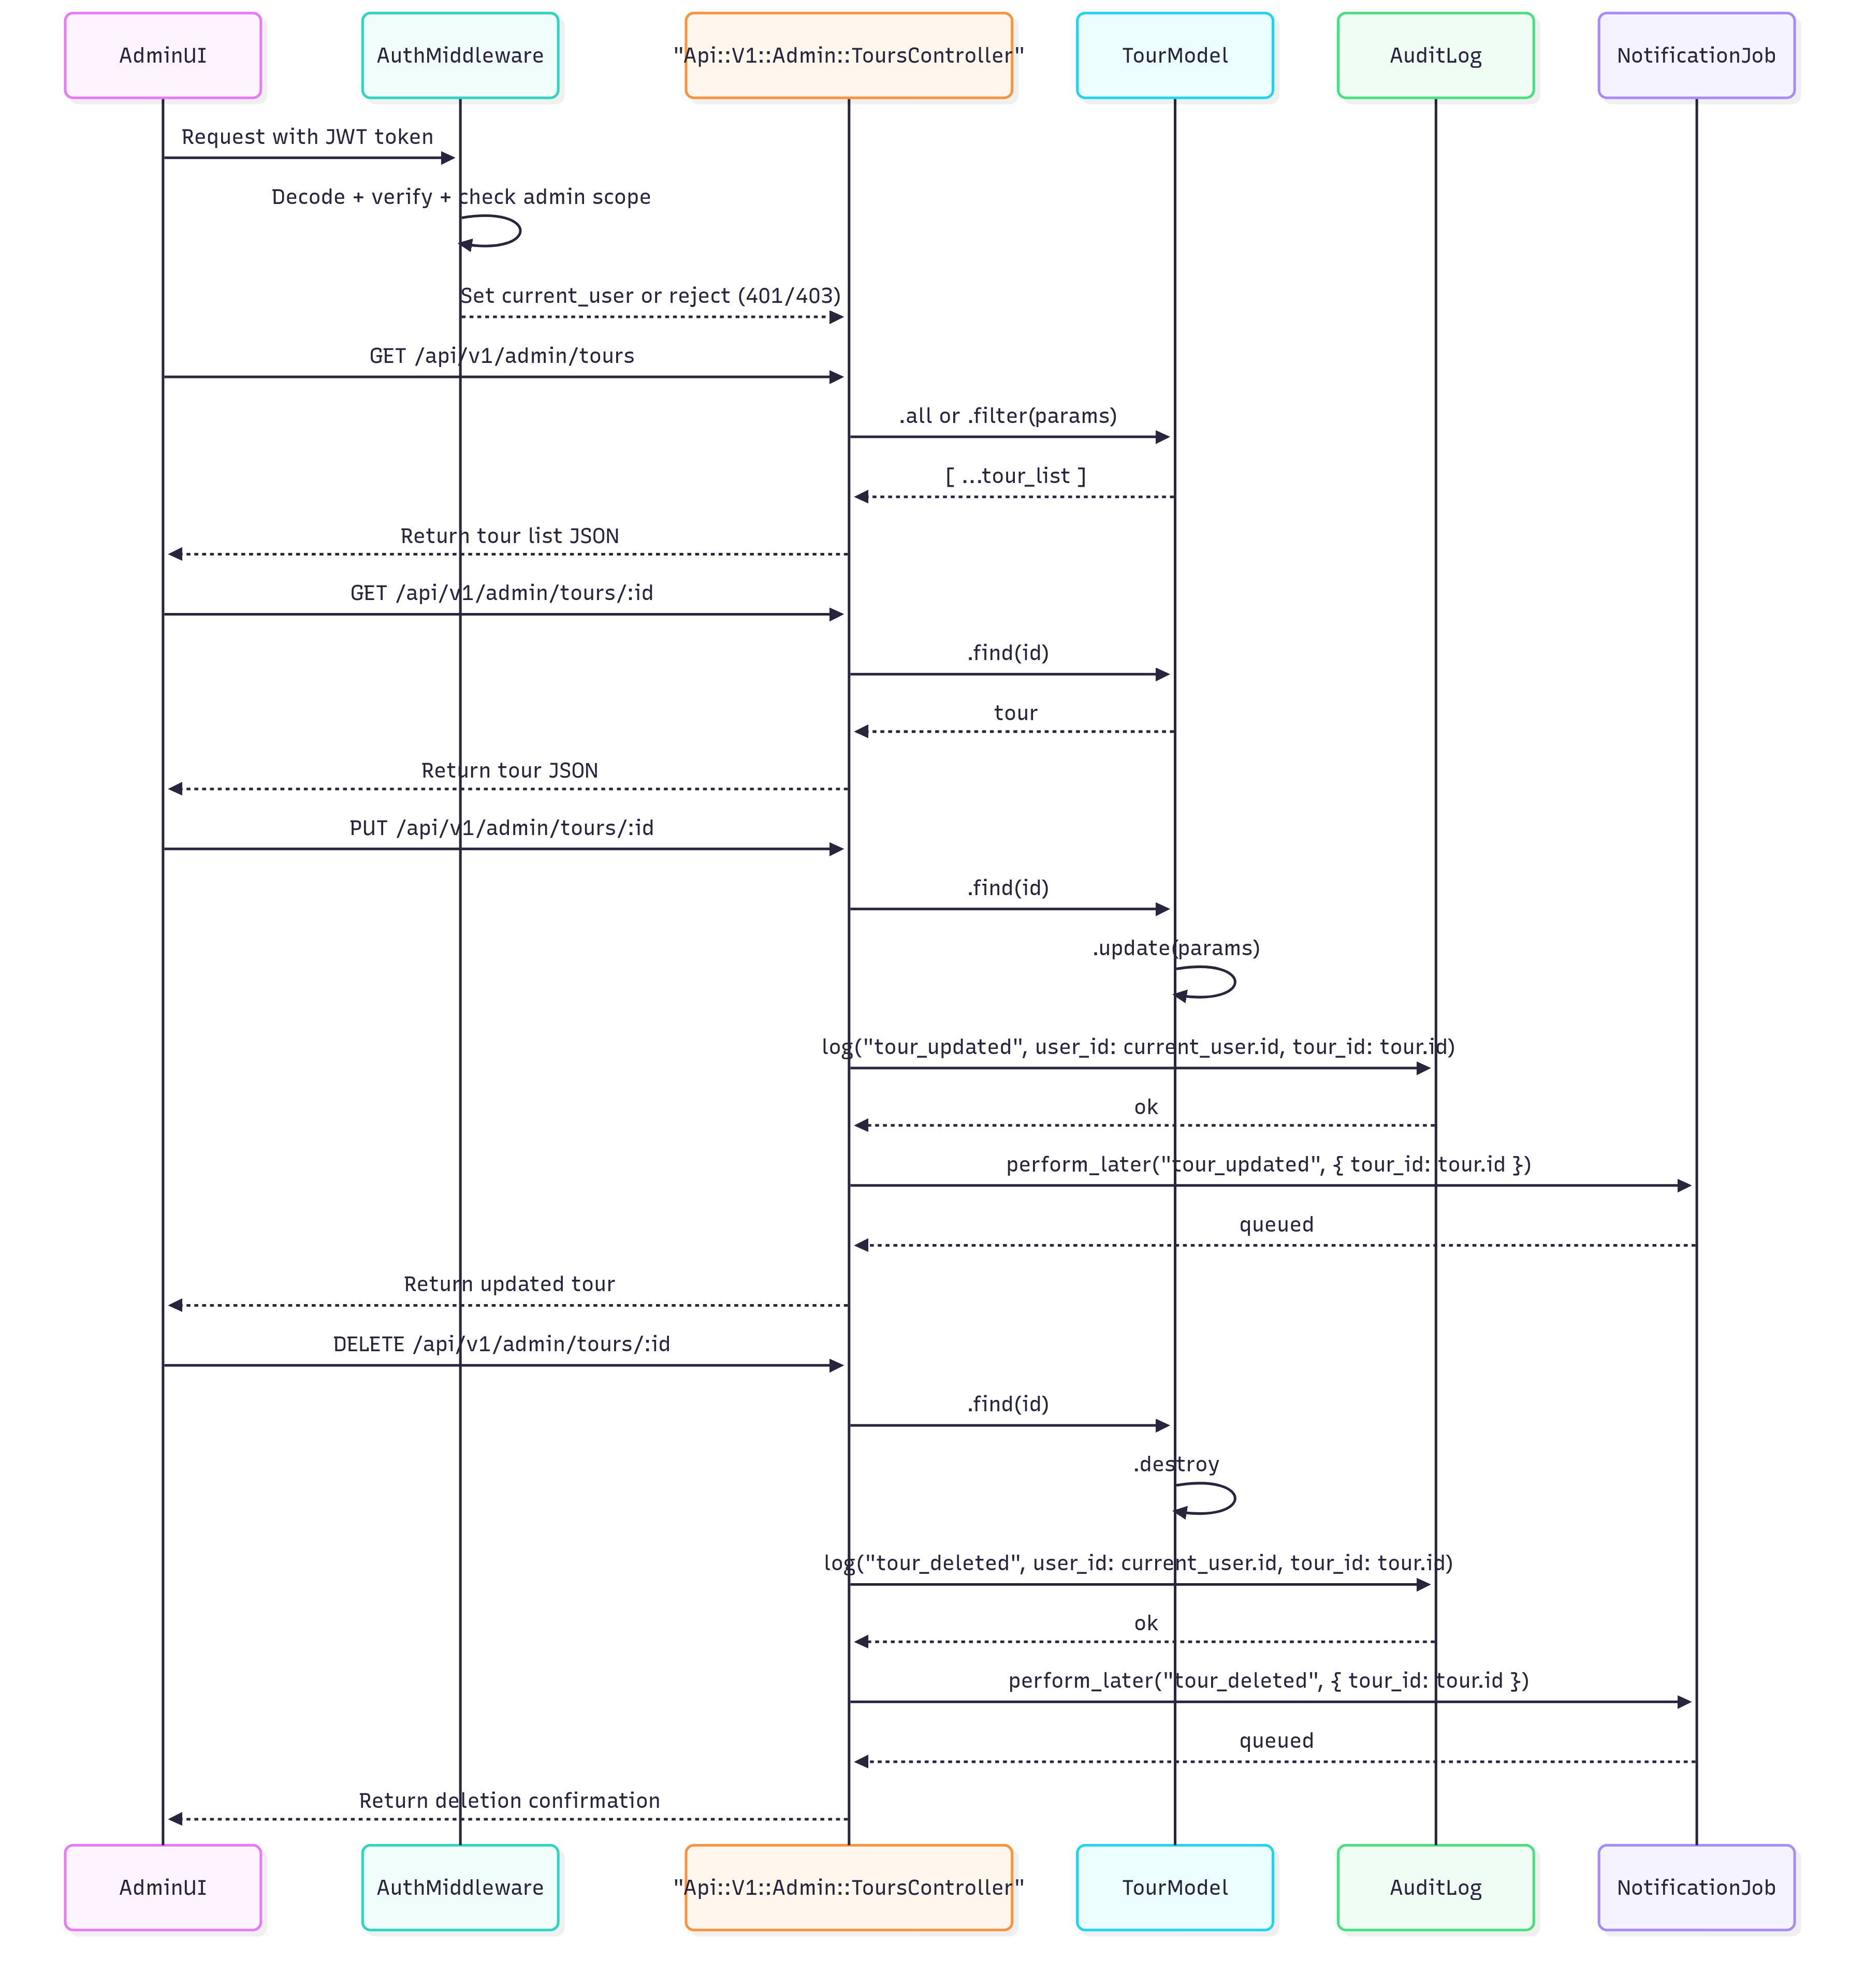 AdminUI
AuthMiddleware
"Api::V1::Admin::ToursController"
TourModel
AuditLog
NotificationJob
Request with JWT token
Decode + verify + check admin scope
Set current_user or reject (401/403)
GET /api/v1/admin/tours
.all or .filter(params)
[ ...tour_list ]
Return tour list JSON
GET /api/v1/admin/tours/:id
.find(id)
tour
Return tour JSON
PUT /api/v1/admin/tours/:id
.find(id)
.update(params)
log("tour_updated", user_id: current_user.id, tour_id: tour.id)
ok
perform_later("tour_updated", { tour_id: tour.id })
queued
Return updated tour
DELETE /api/v1/admin/tours/:id
.find(id)
.destroy
log("tour_deleted", user_id: current_user.id, tour_id: tour.id)
ok
perform_later("tour_deleted", { tour_id: tour.id })
queued
Return deletion confirmation
AdminUI
AuthMiddleware
"Api::V1::Admin::ToursController"
TourModel
AuditLog
NotificationJob